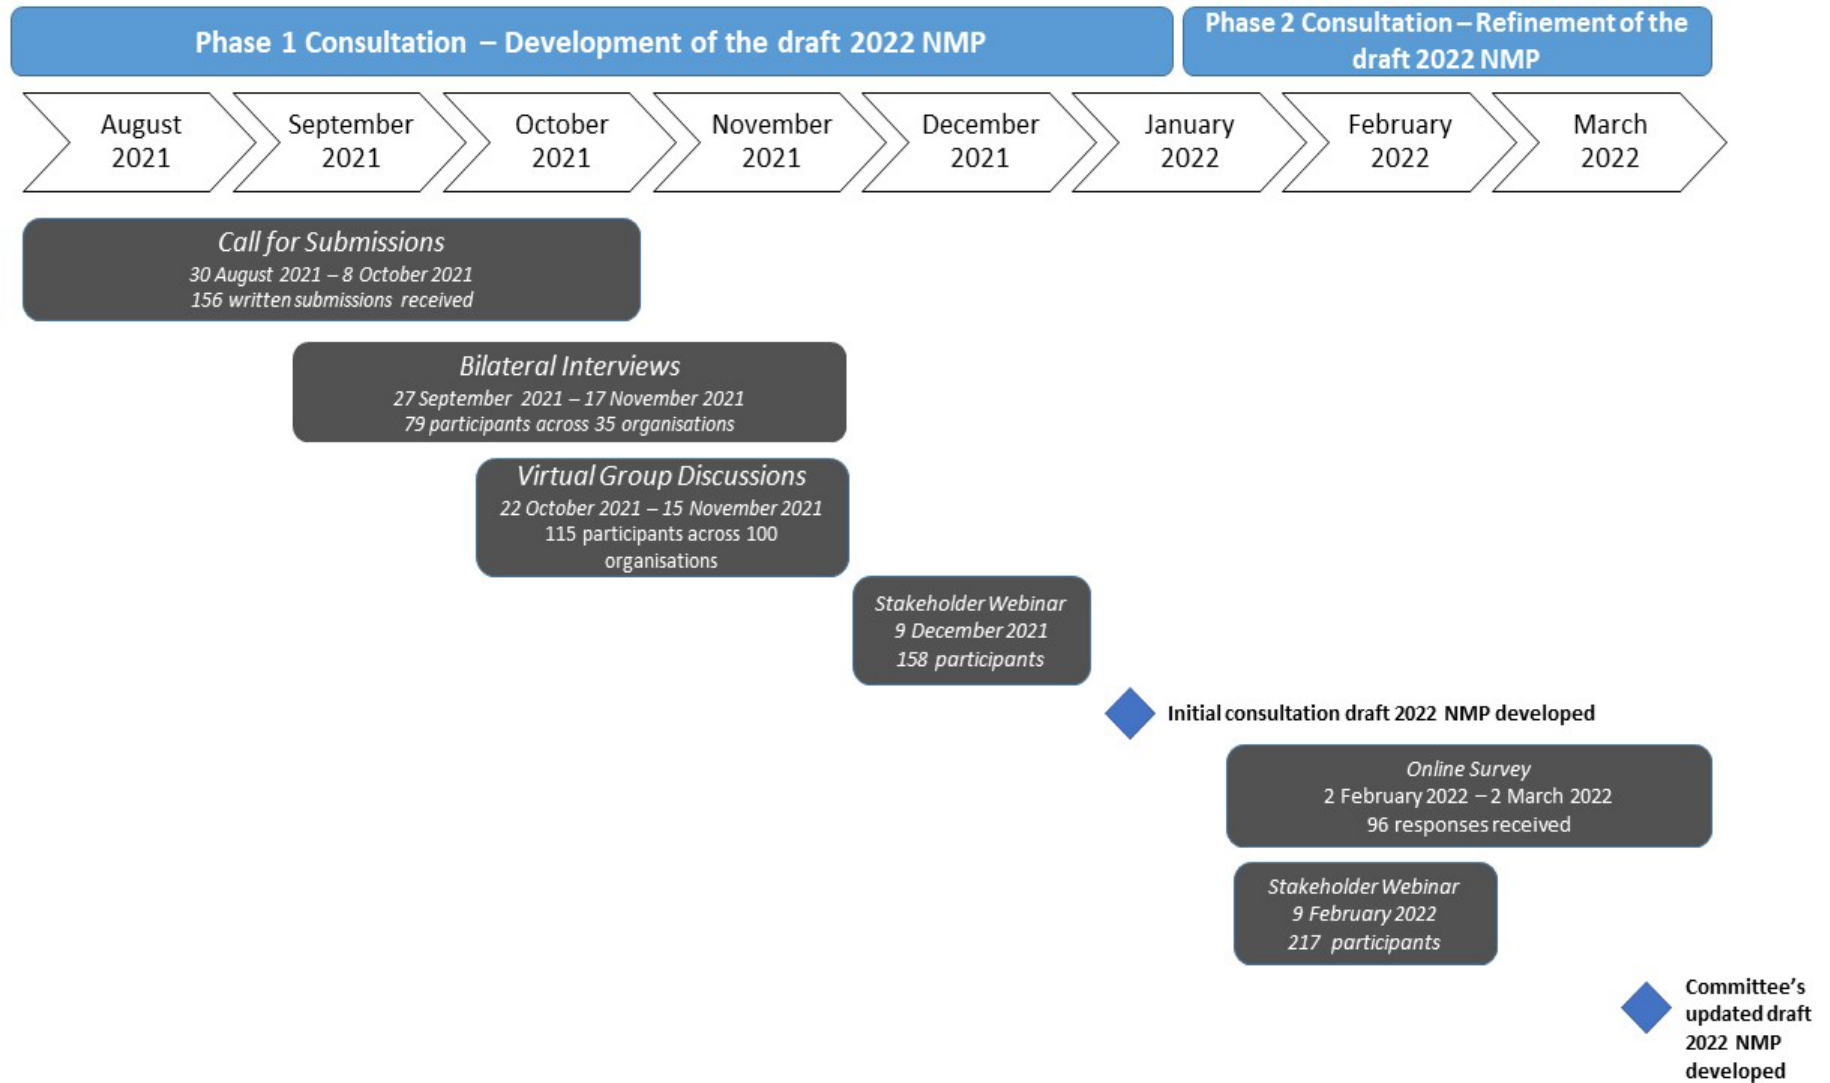 Phase 1 Consultation – Development of the draft 2022 NMP
Phase 2 Consultation – Refinement of the
draft 2022 NMP
August
2021
September
2021
October
2021
November
2021
December
2021
January
2022
February
2022
March
2022
Call for Submissions
30 August 2021 – 8 October 2021
156 written submissions received
Bilateral Interviews
27 September 2021 – 17 November 2021
79 participants across 35 organisations
Virtual Group Discussions
22 October 2021 – 15 November 2021
115 participants across 100
organisations
Stakeholder Webinar
9 December 2021
158 participants
Initial consultation draft 2022 NMP developed
Online Survey
2 February 2022 – 2 March 2022
96 responses received
Stakeholder Webinar
9 February 2022
217 participants
Committee’s
updated draft
2022 NMP
developed